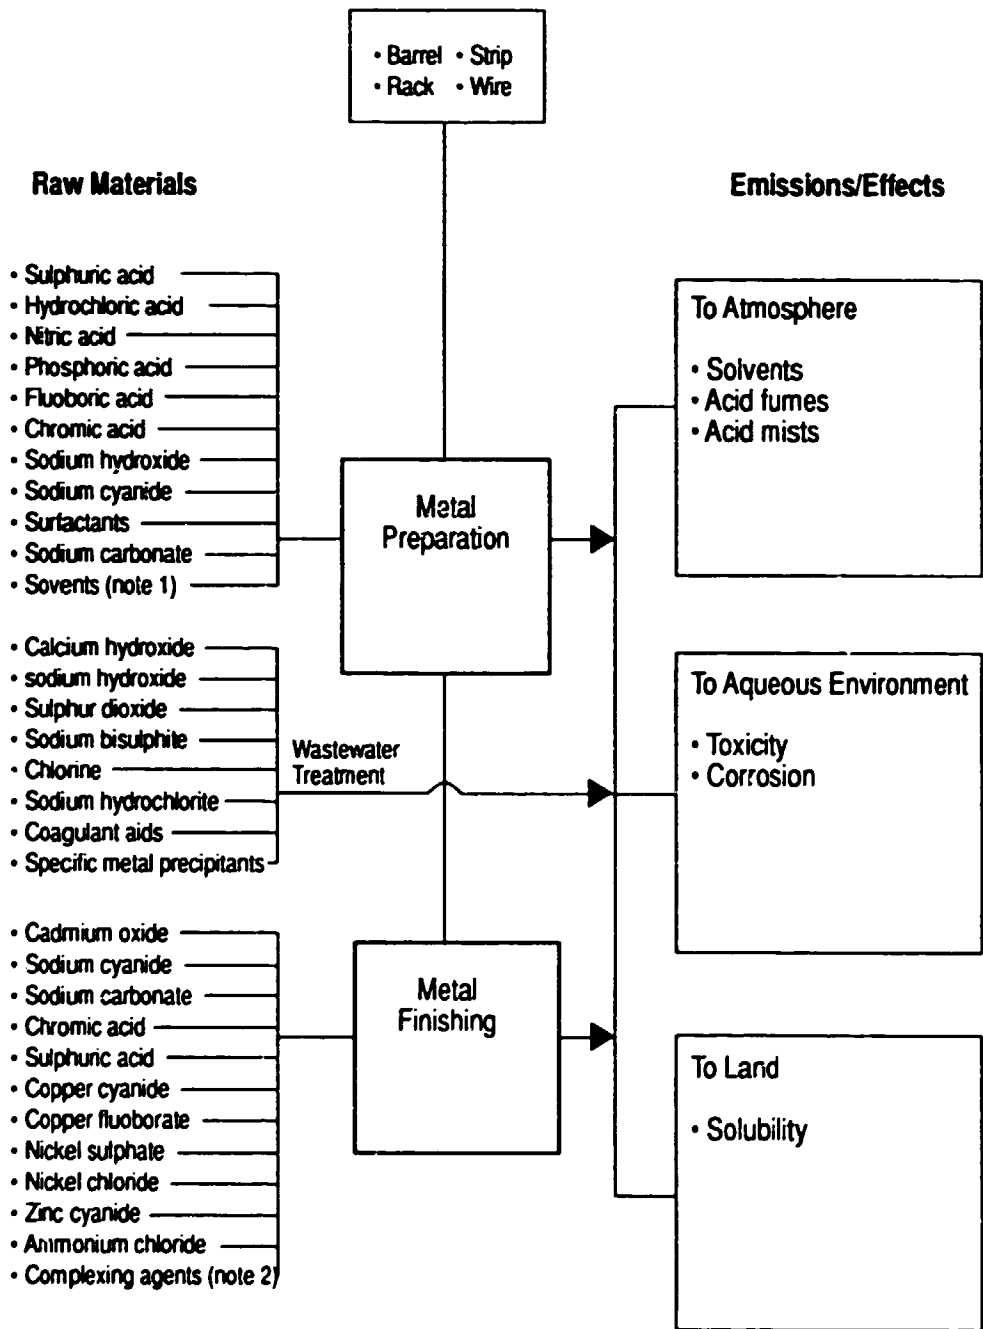 • Barrel • Strip
• Rack • Wire
Raw Materials
Emissions/Effects
• Sulphuric acid
• Hydrochloric acid
• Nitric acid
• Phosphoric acid
• Fluoboric acid
• Chromic acid
• Sodium hydroxide
• Sodium cyanide
• Surfactants
• Sodium carbonate
• Sovents (note 1)
Metal
Preparation
To Atmosphere
• Solvents
• Acid fumes
• Acid mists
• Calcium hydroxide
• sodium hydroxide
• Sulphur dioxide
• Sodium bisulphite
• Chlorine
• Sodium hydrochlorite
• Coagulant aids
• Specific metal precipitants
Wastewater
Treatment
To Aqueous Environment
• Toxicity
• Corrosion
• Cadmium oxide
• Sodium cyanide
• Sodium carbonate
• Chromic acid
• Sulphuric acid
• Copper cyanide
• Copper fluoborate
• Nickel sulphate
• Nickel chloride
• Zinc cyanide
• Ammonium chloride
• Complexing agents (note 2)
Metal
Finishing
To Land
• Solubility